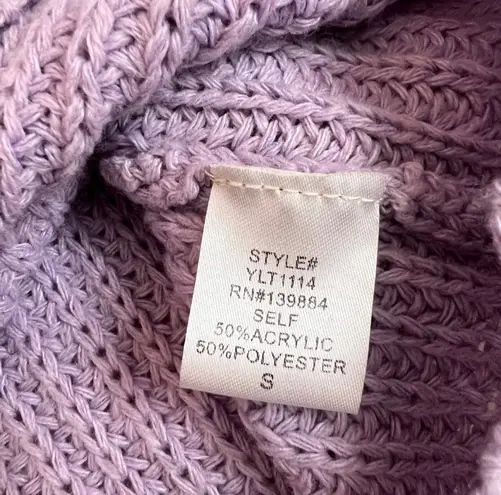 STYLE#
YLT1114
RN#139884
SELF
50%ACRYLIC
50%POLYESTER
S